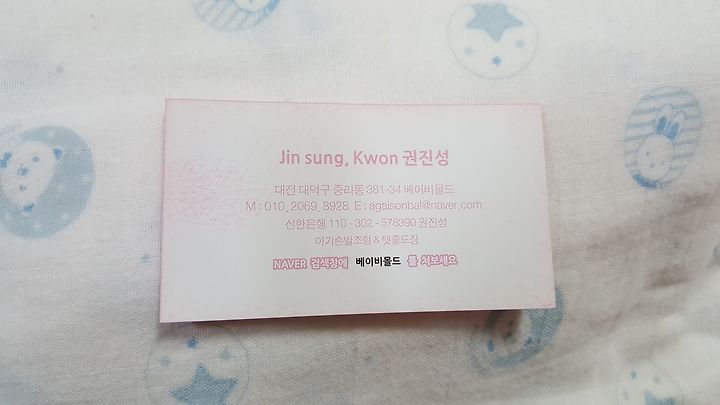 Jin sung, Kwon 권진성
대전 대덕구 중리동 381-34 베이비몰드
M : 010, 2069, 8928 E : agaisonbal@naver.com
신한은행 110 - 302 - 578390 권진성
아기손발조형 & 탯줄도장
NAVER 검색창에 베이비몰드 를 쳐보세요